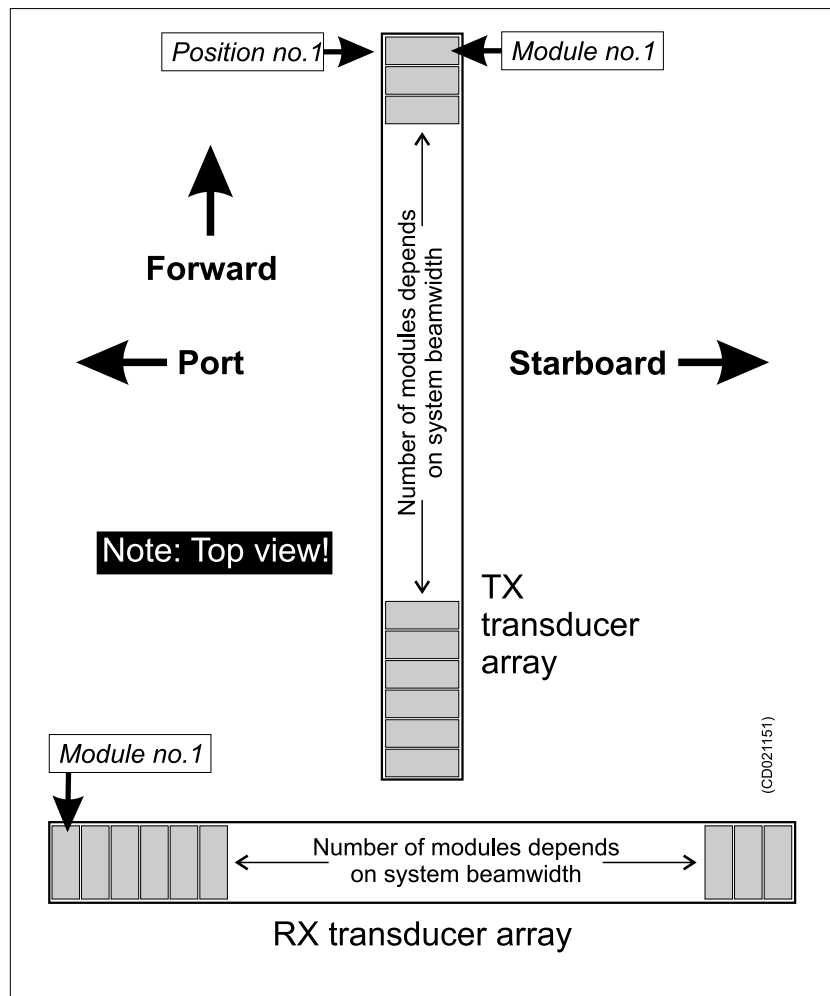 Position no.1
Module no.1
Forward
Port
Starboard
Number of modules depends
on system beamwidth
Note: Top view!
TX
transducer
array
(CD021151)
Module no.1
Number of modules depends
on system beamwidth
RX transducer array